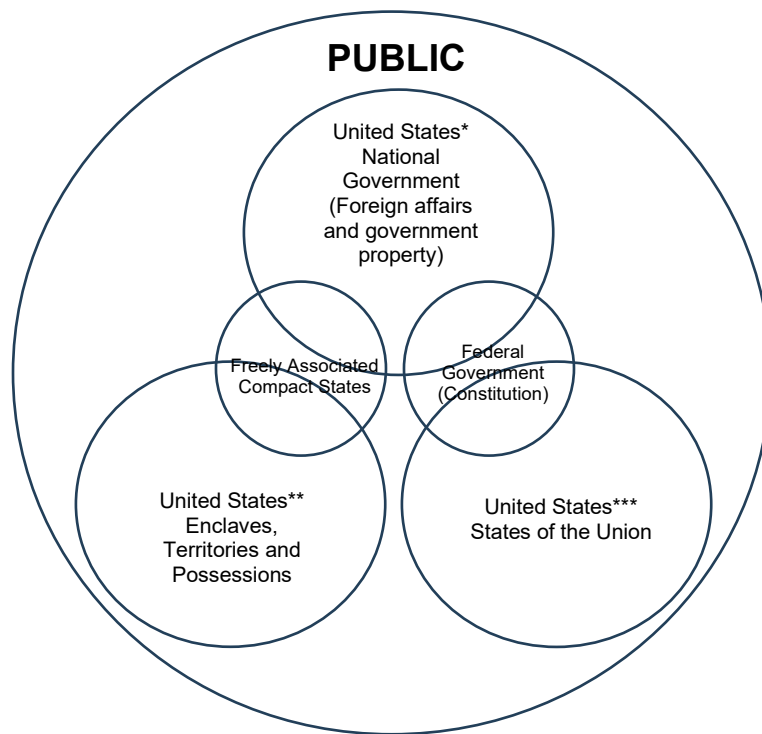 PUBLIC
United States*
National
Government
(Foreign affairs
and government
property)
Freely Associated
Compact States
Federal
Government
(Constitution)
United States**
Enclaves,
Territories and
Possessions
United States***
States of the Union